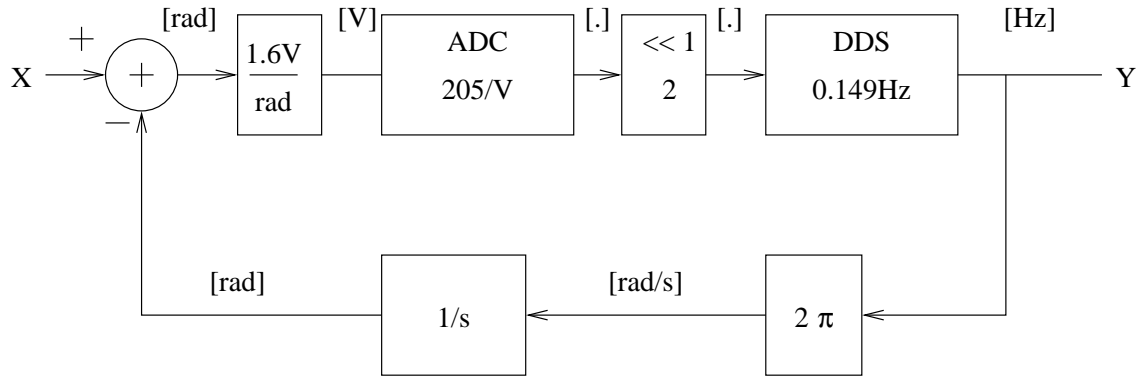 [rad]
[V]
[.]
[.]
[Hz]
+
X
+
−
1.6V
rad
ADC
205/V
<< 1
2
DDS
0.149Hz
Y
[rad]
1/s
[rad/s]
2 π